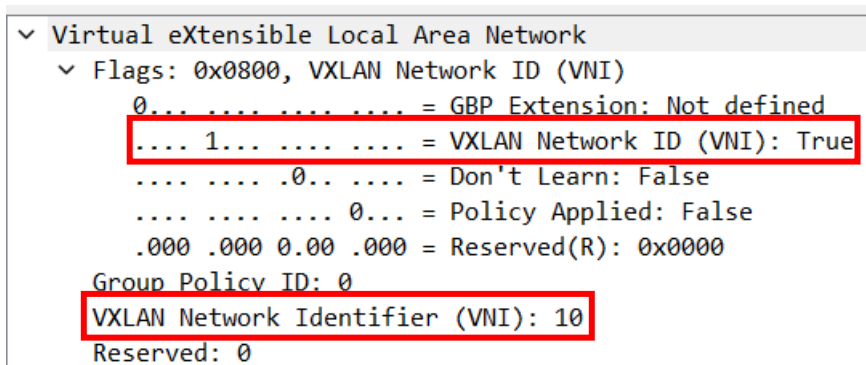 Virtual eXtensible Local Area Network
Flags: 0x0800, VXLAN Network ID (VNI)
0... .... .... .... = GBP Extension: Not defined
.... 1... .... .... = VXLAN Network ID (VNI): True
.... .... .0.. .... = Don't Learn: False
.... .... .... 0... = Policy Applied: False
.000 .000 0.00 .000 = Reserved(R): 0x0000
Group Policy ID: 0
VXLAN Network Identifier (VNI): 10
Reserved: 0